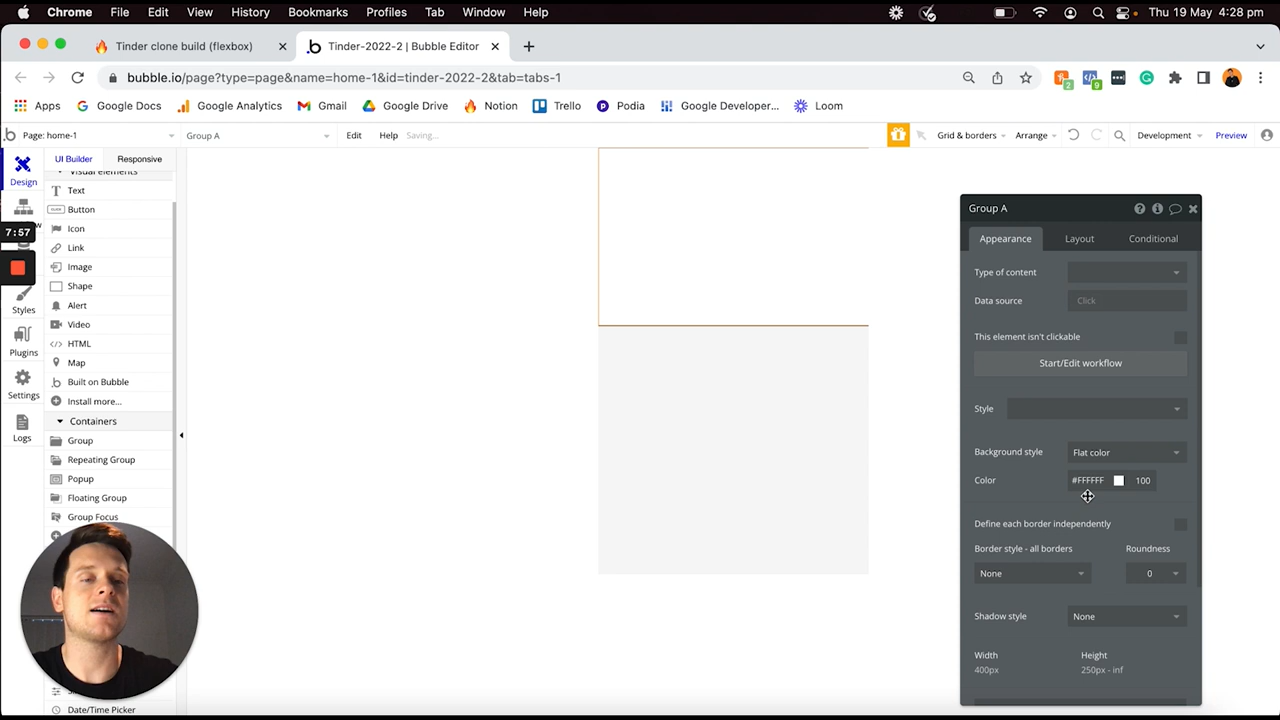 Chrome File Edit View History Bookmarks Profiles Tab Window Help Thu 19 May 4:28 pm
Tinder clone build (flexbox) Tinder-2022-2 | Bubble Editor
bubble.io/page?type=page&name=home-1&id=tinder-2022-2&tab=tabs-1 2 9
Apps Google Docs Google Analytics Gmail Google Drive Notion Trello Podia Google Developer... Loom
Page: home-1 Group A Edit Help Saving... Grid & borders Arrange Development Preview
UI Builder Responsive
Design
Visual elements
Text
Button
Icon
Link
Image
Shape
Alert
Video
HTML
Map
Built on Bubble
Install more...
Containers
Group
Repeating Group
Popup
Floating Group
Group Focus
Date/Time Picker
7:57
Styles
Plugins
Settings
Logs
Group A
Appearance Layout Conditional
Type of content
Data source Click
This element isn't clickable
Start/Edit workflow
Style
Background style Flat color
Color #FFFFFF 100
Define each border independently
Border style - all borders Roundness
None 0
Shadow style None
Width Height
400px 250px - inf